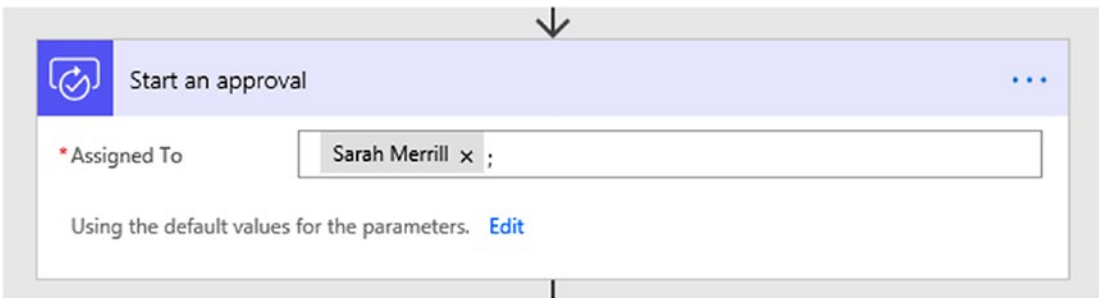 Start an approval
* Assigned To Sarah Merrill × ;
Using the default values for the parameters. Edit